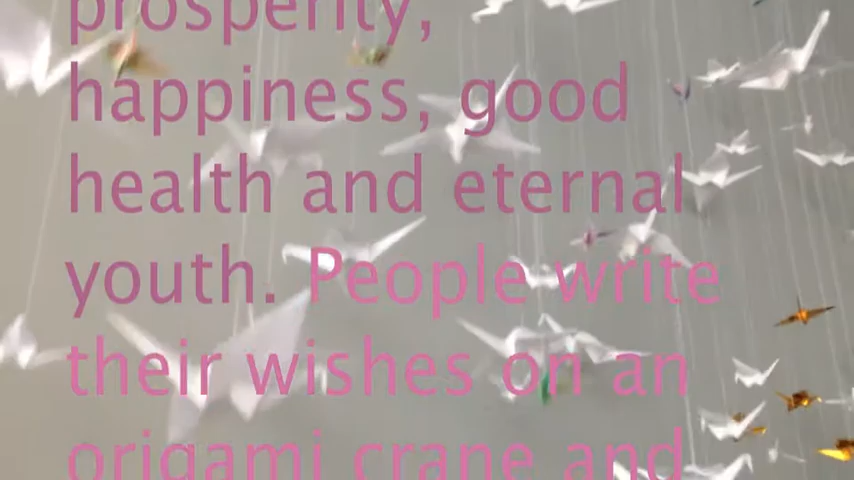 prosperity,
happiness, good
health and eternal
youth. People write
their wishes on an
origami crane and